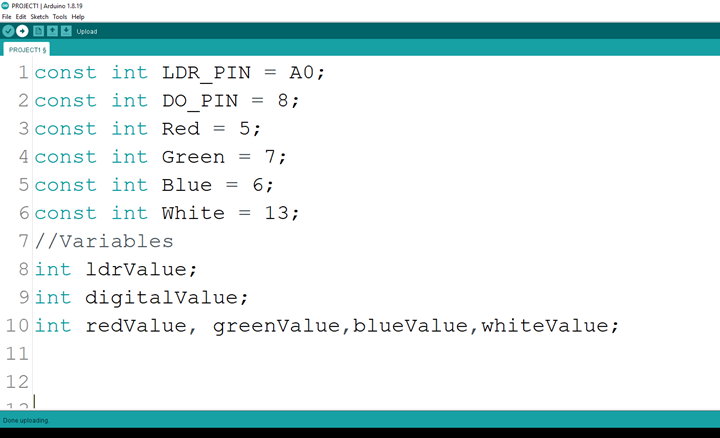 PROJECT1 | Arduino 1.8.19
File Edit Sketch Tools Help
Upload
PROJECT1 §
1 const int LDR_PIN = A0;
2 const int DO_PIN = 8;
3 const int Red = 5;
4 const int Green = 7;
5 const int Blue = 6;
6 const int White = 13;
7 //Variables
8 int ldrValue;
9 int digitalValue;
10 int redValue, greenValue,blueValue,whiteValue;
11
12
Done uploading.